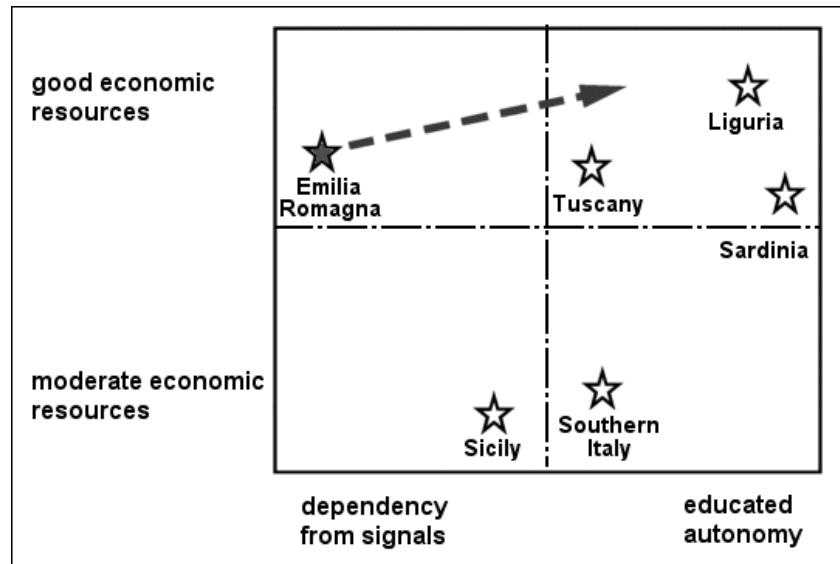 good economic
resources
Liguria
Emilia
Romagna
Tuscany
Sardinia
moderate economic
resources
Sicily
Southern
Italy
dependency
from signals
educated
autonomy